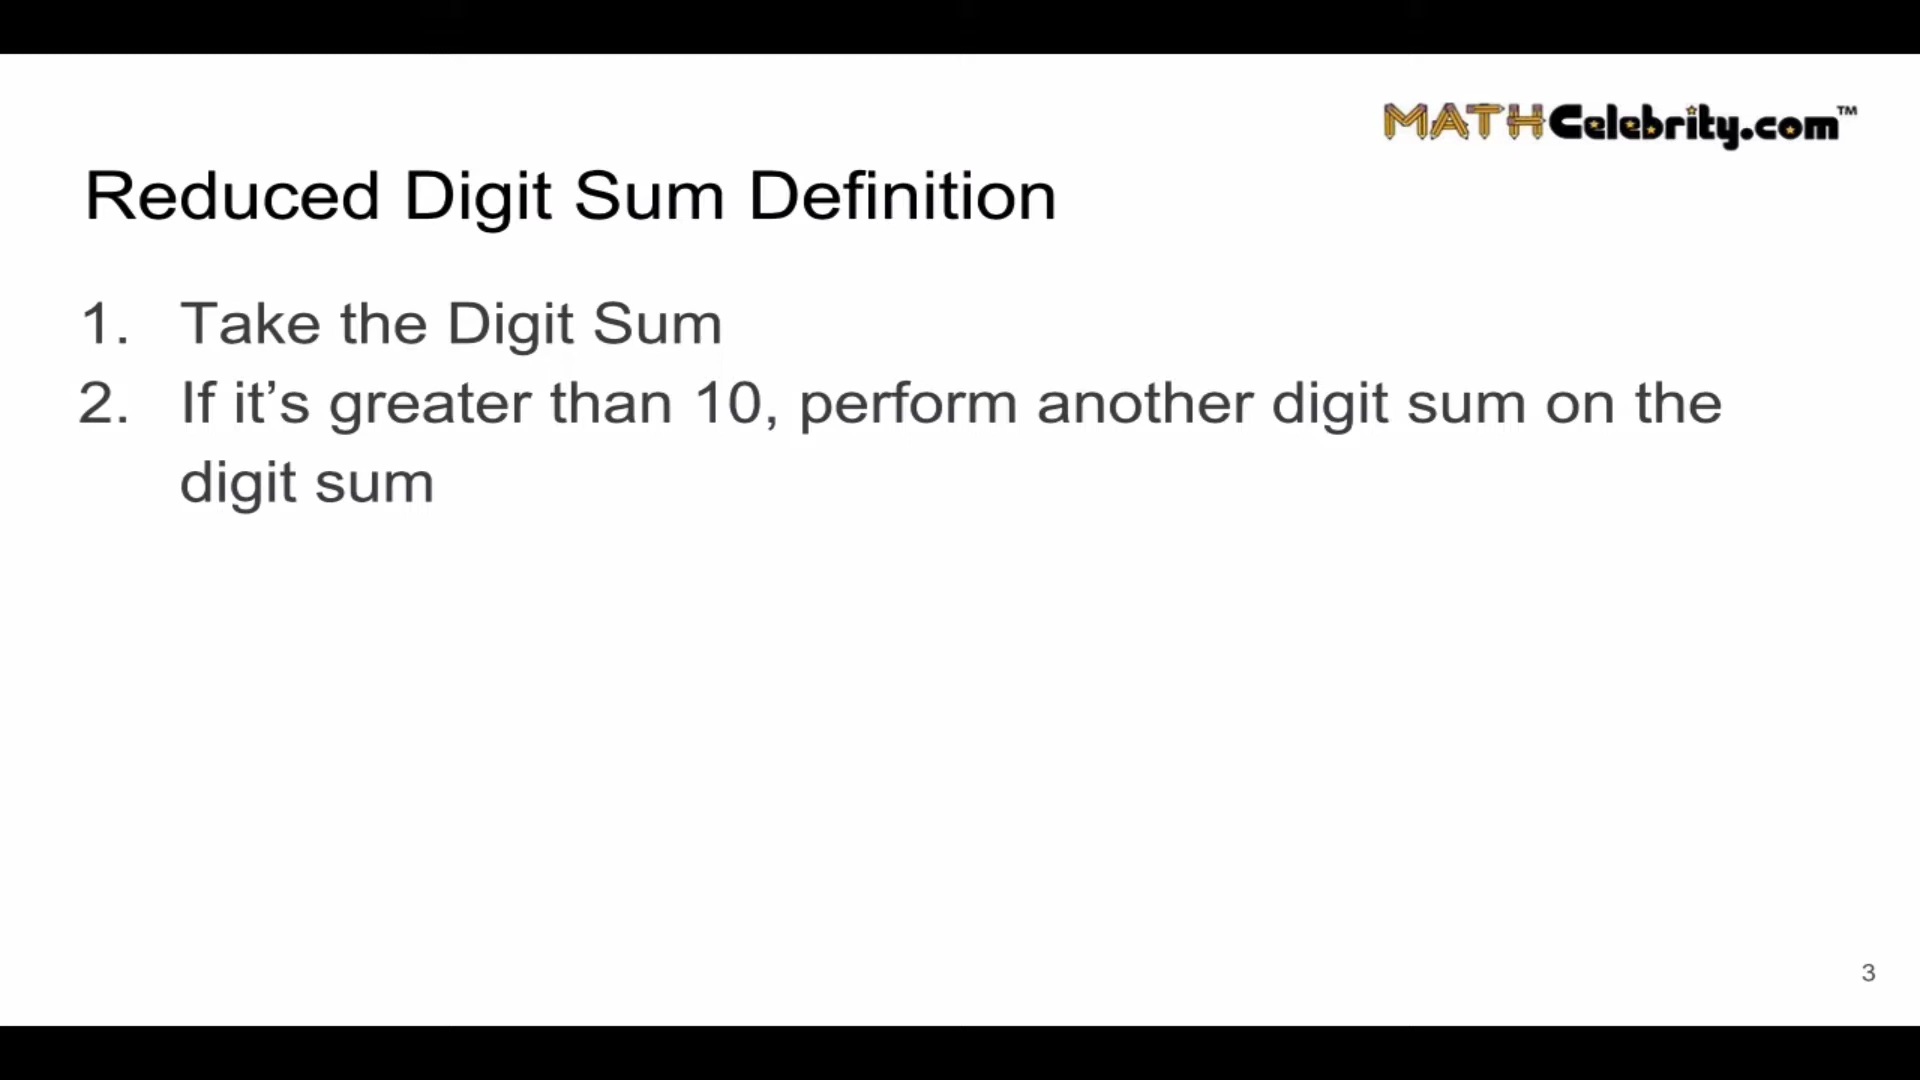 MATHCelebrity.com™
Reduced Digit Sum Definition
1. Take the Digit Sum
2. If it’s greater than 10, perform another digit sum on the
digit sum
3